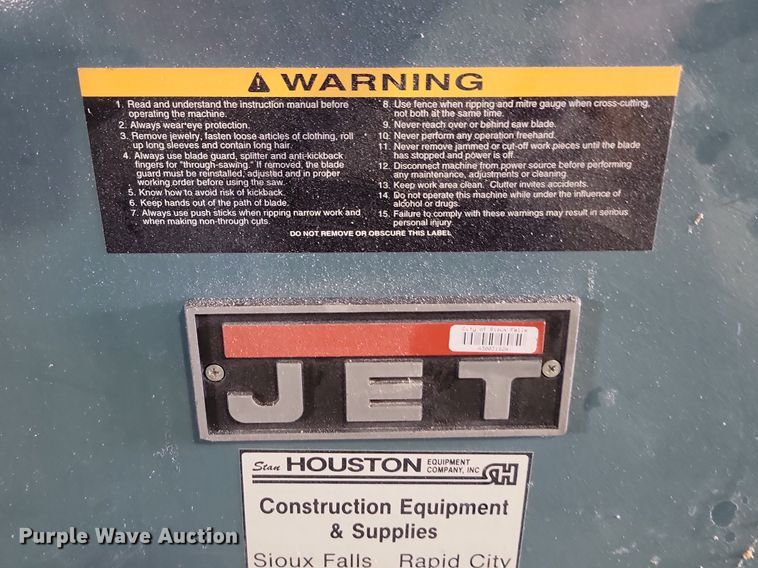 WARNING
1. Read and understand the instruction manual before
operating the machine.
2. Always wear eye protection.
3. Remove jewelry, fasten loose articles of clothing, roll
up long sleeves and contain long hair.
4. Always use blade guard, splitter and anti-kickback
fingers for "through-sawing." If removed, the blade
guard must be reinstalled, adjusted and in proper
working order before using the saw.
5. Know how to avoid risk of kickback.
6. Keep hands out of the path of blade.
7. Always use push sticks when ripping narrow work and
when making non-through cuts.
8. Use fence when ripping and mitre gauge when cross-cutting,
not both at the same time.
9. Never reach over or behind saw blade.
10. Never perform any operation freehand.
11. Never remove jammed or cut-off work pieces until the blade
has stopped and power is off.
12. Disconnect machine from power source before performing
any maintenance, adjustments or cleaning.
13. Keep work area clean. Clutter invites accidents.
14. Do not operate this machine while under the influence of
alcohol or drugs.
15. Failure to comply with these warnings may result in serious
personal injury
DO NOT REMOVE OR OBSCURE THIS LABEL
City of Sioux Falls
JET
Stan HOUSTON EQUIPMENT COMPANY, INC SH
Construction Equipment
& Supplies
Sioux Falls Rapid City
Purple Wave Auction